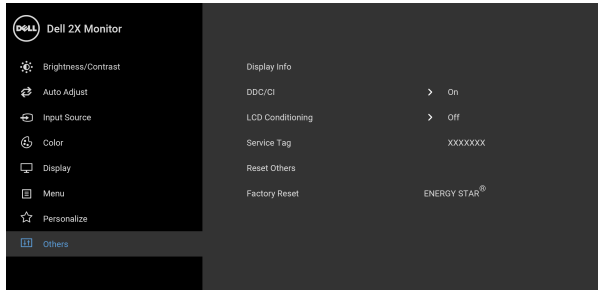 DELL
Dell 2X Monitor
Brightness/Contrast
Auto Adjust
Input Source
Color
Display
Menu
Personalize
Others
Display Info
DDC/CI > On
LCD Conditioning > Off
Service Tag XXXXXXX
Reset Others
Factory Reset ENERGY STAR®